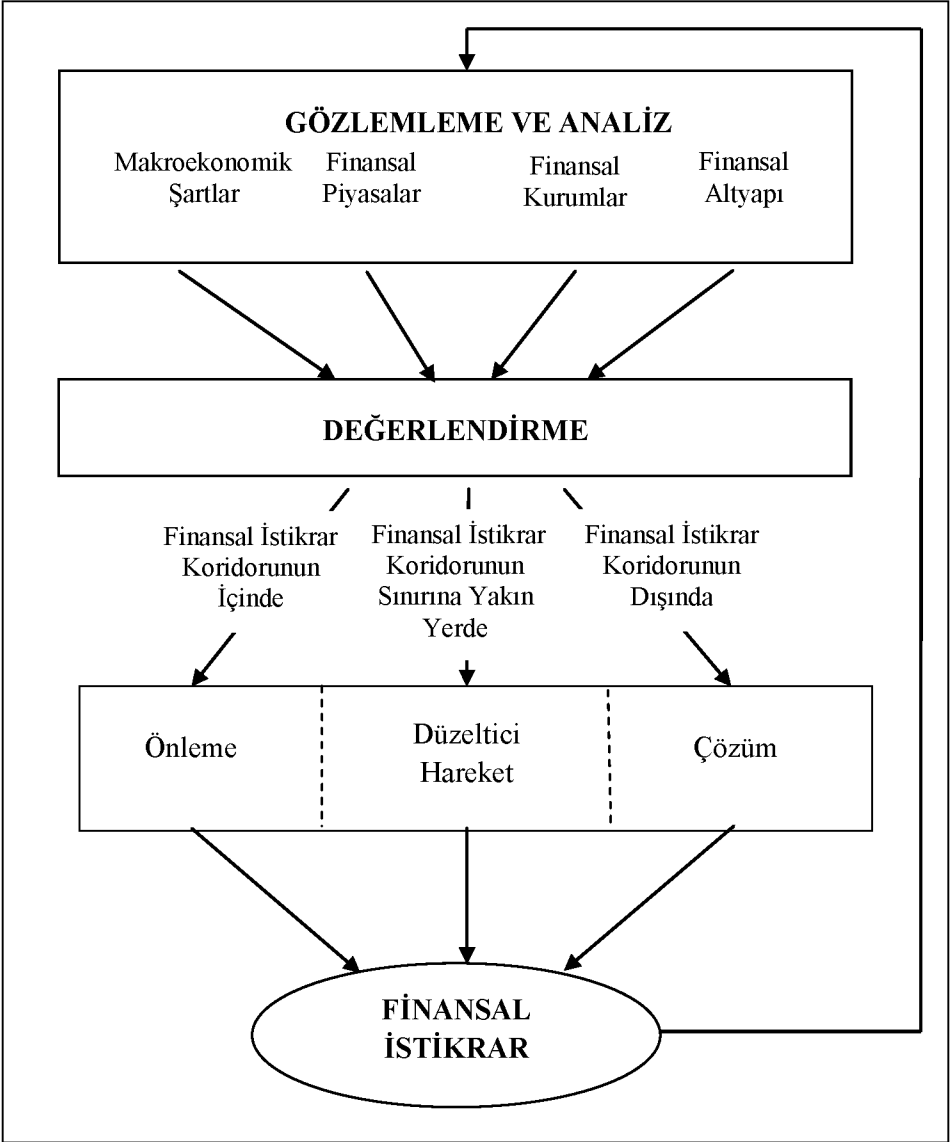 GÖZLEMLEME VE ANALİZ
Makroekonomik
Şartlar
Finansal
Piyasalar
Finansal
Kurumlar
Finansal
Altyapı
DEĞERLENDİRME
Finansal İstikrar
Koridorunun
İçinde
Finansal İstikrar
Koridorunun
Sınırına Yakın
Yerde
Finansal İstikrar
Koridorunun
Dışında
Önleme
Düzeltici
Hareket
Çözüm
FİNANSAL
İSTİKRAR